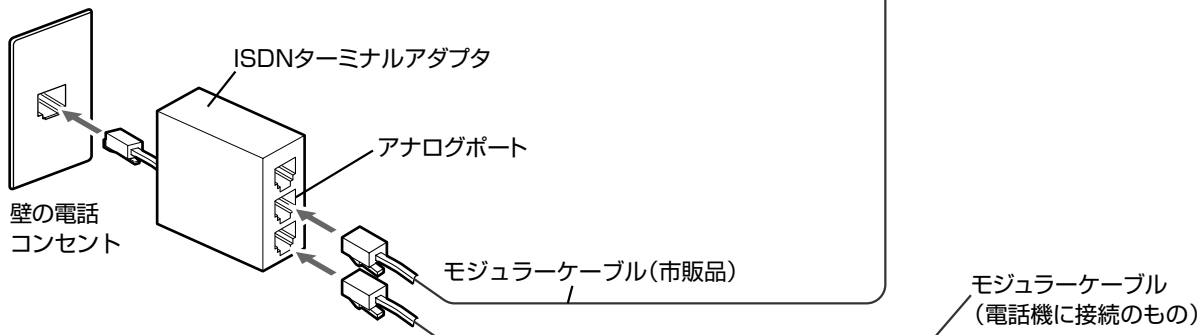 ISDNターミナルアダプタ
アナログポート
壁の電話
コンセント
モジュラーケーブル（市販品）
モジュラーケーブル
（電話機に接続のもの）